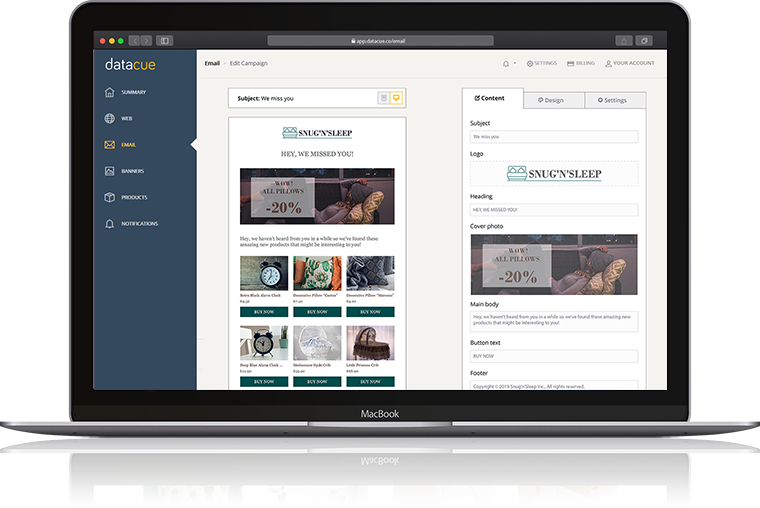 app.datacue.co/email
datacue
Email > Edit Campaign
SETTINGS
BILLING
YOUR ACCOUNT
SUMMARY
WEB
EMAIL
BANNERS
PRODUCTS
NOTIFICATIONS
Subject: We miss you
SNUG'N'SLEEP
HEY, WE MISSED YOU!
WOW!
ALL PILLOWS
-20%
Hey, we haven't heard from you in a while so we've found these
amazing new products that might be interesting to you!
Retro Black Alarm Clock
Decorative Pillow "Cactus"
Decorative Pillow "Maroons"
BUY NOW
BUY NOW
BUY NOW
Deep Blue Alarm Clock ...
Little Princess Crib
BUY NOW
BUY NOW
BUY NOW
Content
Design
Settings
Subject
We miss you
Logo
SNUG'N'SLEEP
Heading
HEY, WE MISSED YOU!
Cover photo
WOW!
ALL PILLOWS
-20%
Main body
Hey, we haven't heard from you in a while so we've found these amazing new
products that might be interesting to you!
Button text
BUY NOW
Footer
Copyright © 2019 Snug'n'Sleep Inc., All rights reserved.
MacBook